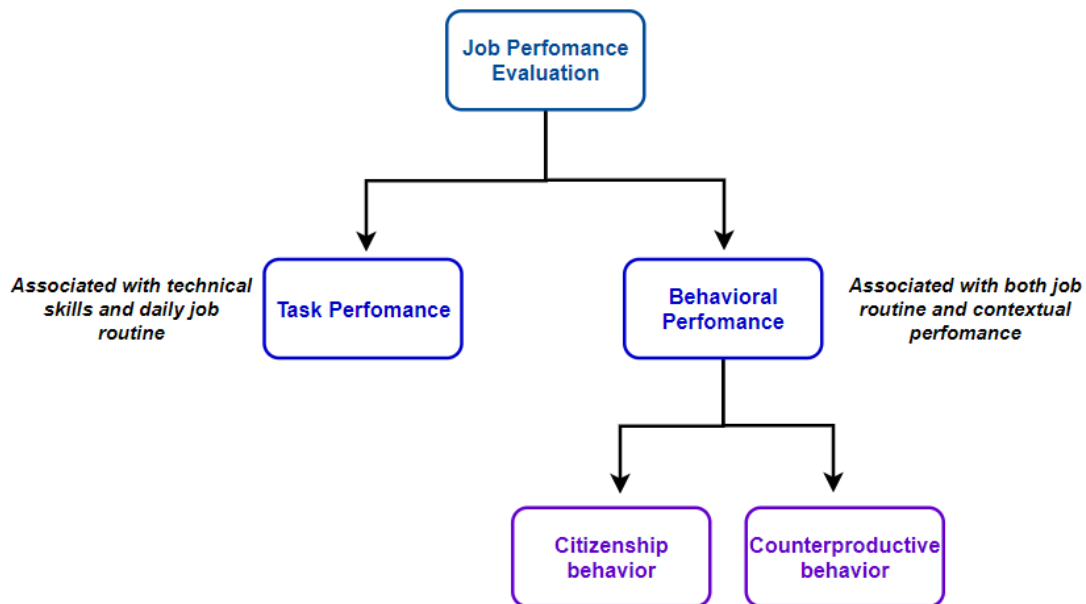 Job Perfomance
Evaluation
Associated with technical
skills and daily job
routine
Task Perfomance
Behavioral
Perfomance
Associated with both job
routine and contextual
perfomance
Citizenship
behavior
Counterproductive
behavior